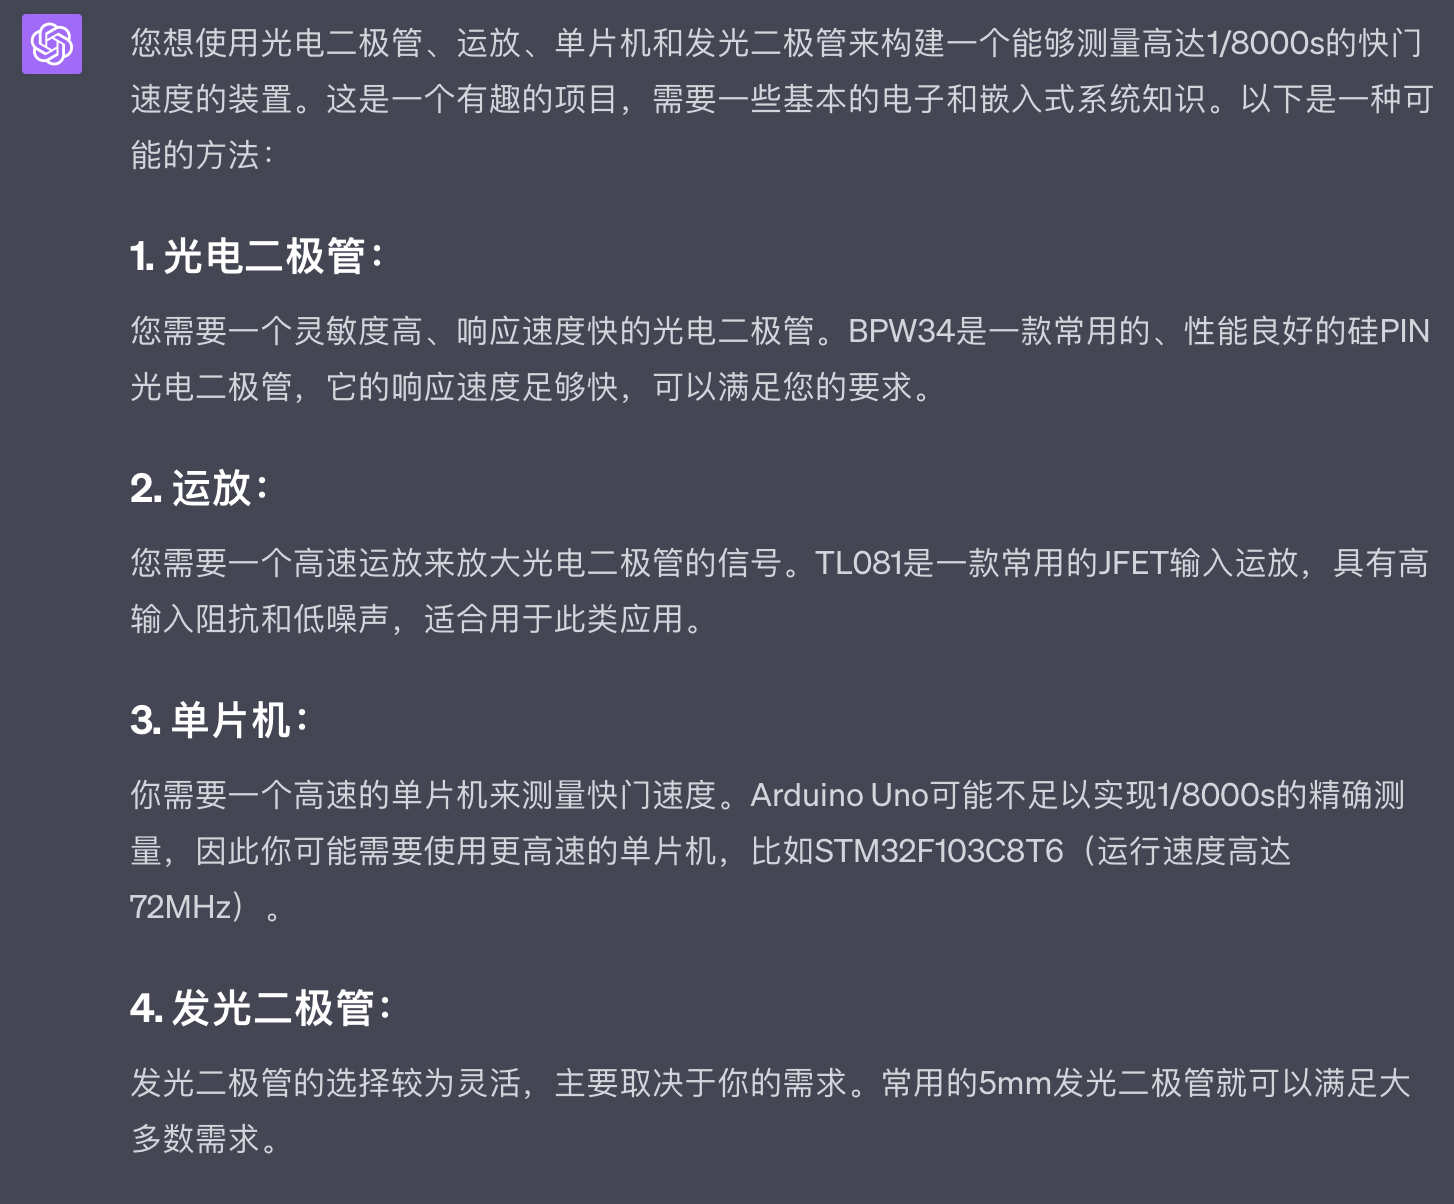 您想使用光电二极管、运放、单片机和发光二极管来构建一个能够测量高达1/8000s的快门
速度的装置。这是一个有趣的项目，需要一些基本的电子和嵌入式系统知识。以下是一种可
能的方法：
1. 光电二极管：
您需要一个灵敏度高、响应速度快的光电二极管。BPW34是一款常用的、性能良好的硅PIN
光电二极管，它的响应速度足够快，可以满足您的要求。
2. 运放：
您需要一个高速运放来放大光电二极管的信号。TL081是一款常用的JFET输入运放，具有高
输入阻抗和低噪声，适合用于此类应用。
3. 单片机：
你需要一个高速的单片机来测量快门速度。Arduino Uno可能不足以实现1/8000s的精确测
量，因此你可能需要使用更高速的单片机，比如STM32F103C8T6（运行速度高达
72MHz）。
4. 发光二极管：
发光二极管的选择较为灵活，主要取决于你的需求。常用的5mm发光二极管就可以满足大
多数需求。